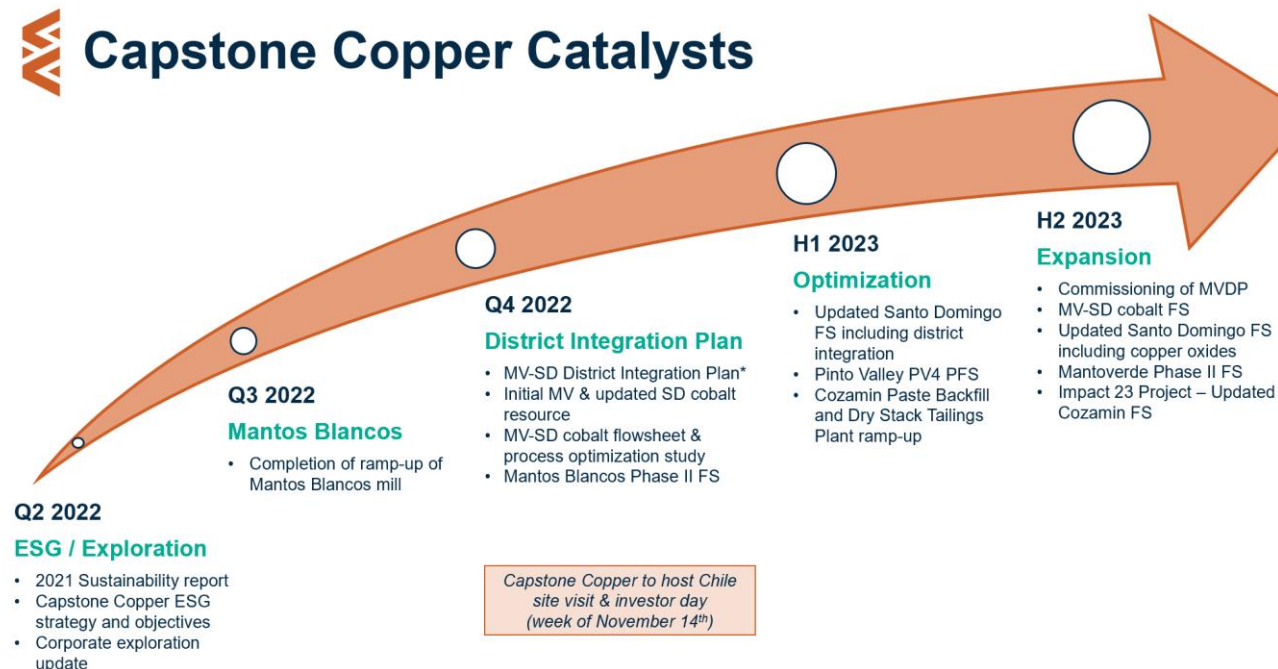 Capstone Copper Catalysts
Q2 2022
ESG / Exploration
• 2021 Sustainability report
• Capstone Copper ESG
strategy and objectives
• Corporate exploration
update
Q3 2022
Mantos Blancos
• Completion of ramp-up of
Mantos Blancos mill
Q4 2022
District Integration Plan
• MV-SD District Integration Plan*
• Initial MV & updated SD cobalt
resource
• MV-SD cobalt flowsheet &
process optimization study
• Mantos Blancos Phase II FS
Capstone Copper to host Chile
site visit & investor day
(week of November 14th)
H1 2023
Optimization
• Updated Santo Domingo
FS including district
integration
• Pinto Valley PV4 PFS
• Cozamin Paste Backfill
and Dry Stack Tailings
Plant ramp-up
H2 2023
Expansion
• Commissioning of MVDP
• MV-SD cobalt FS
• Updated Santo Domingo FS
including copper oxides
• Mantoverde Phase II FS
• Impact 23 Project – Updated
Cozamin FS